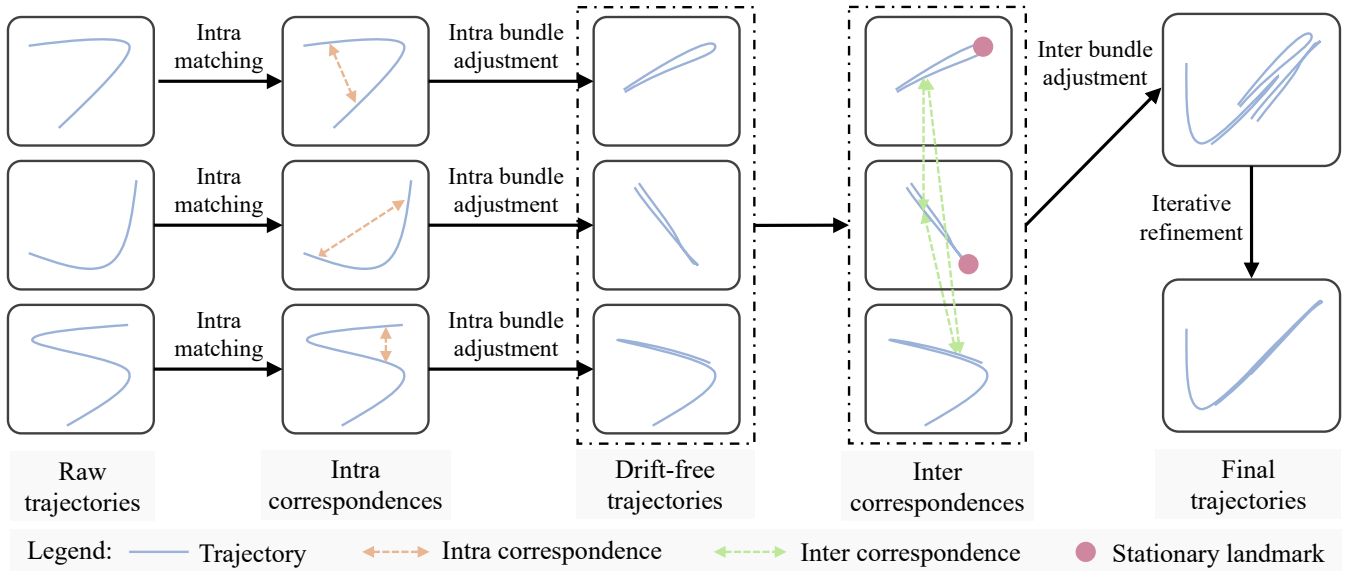 Intra
matching
Intra bundle
adjustment
Inter bundle
adjustment
Intra
matching
Intra bundle
adjustment
Iterative
refinement
Intra
matching
Intra bundle
adjustment
Raw
trajectories
Intra
correspondences
Drift-free
trajectories
Inter
correspondences
Final
trajectories
Legend: Trajectory Intra correspondence Inter correspondence Stationary landmark